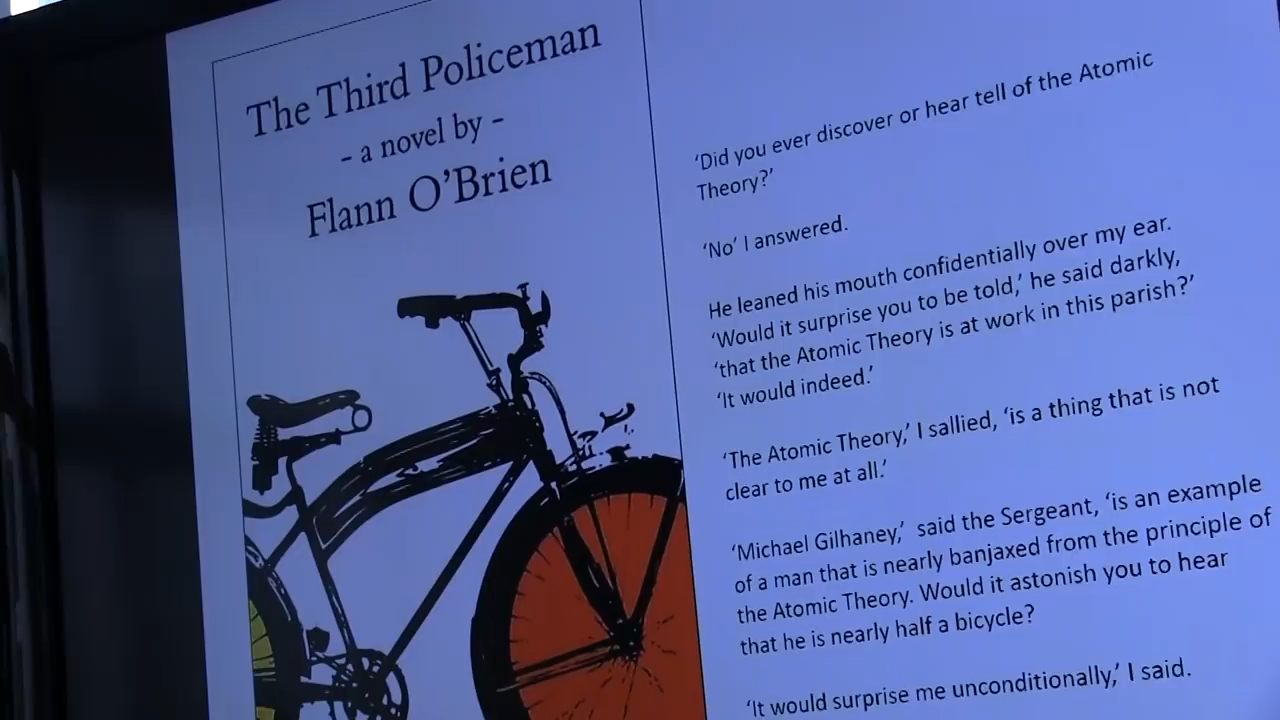 The Third Policeman
- a novel by -
Flann O'Brien
'Did you ever discover or hear tell of the Atomic
Theory?'
'No' I answered.
He leaned his mouth confidentially over my ear.
'Would it surprise you to be told,' he said darkly,
'that the Atomic Theory is at work in this parish?'
'It would indeed.'
'The Atomic Theory,' I sallied, 'is a thing that is not
clear to me at all.'
'Michael Gilhaney,' said the Sergeant, 'is an example
of a man that is nearly banjaxed from the principle of
the Atomic Theory. Would it astonish you to hear
that he is nearly half a bicycle?
'It would surprise me unconditionally,' I said.